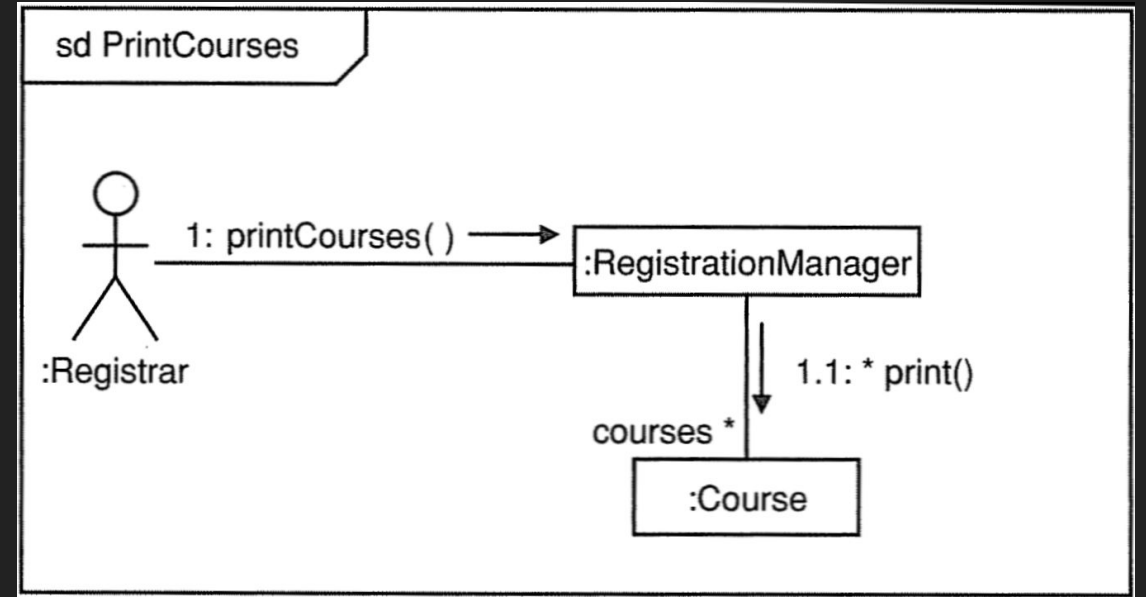 sd PrintCourses
1: printCourses( )
:RegistrationManager
:Registrar
1.1: * print()
courses *
:Course